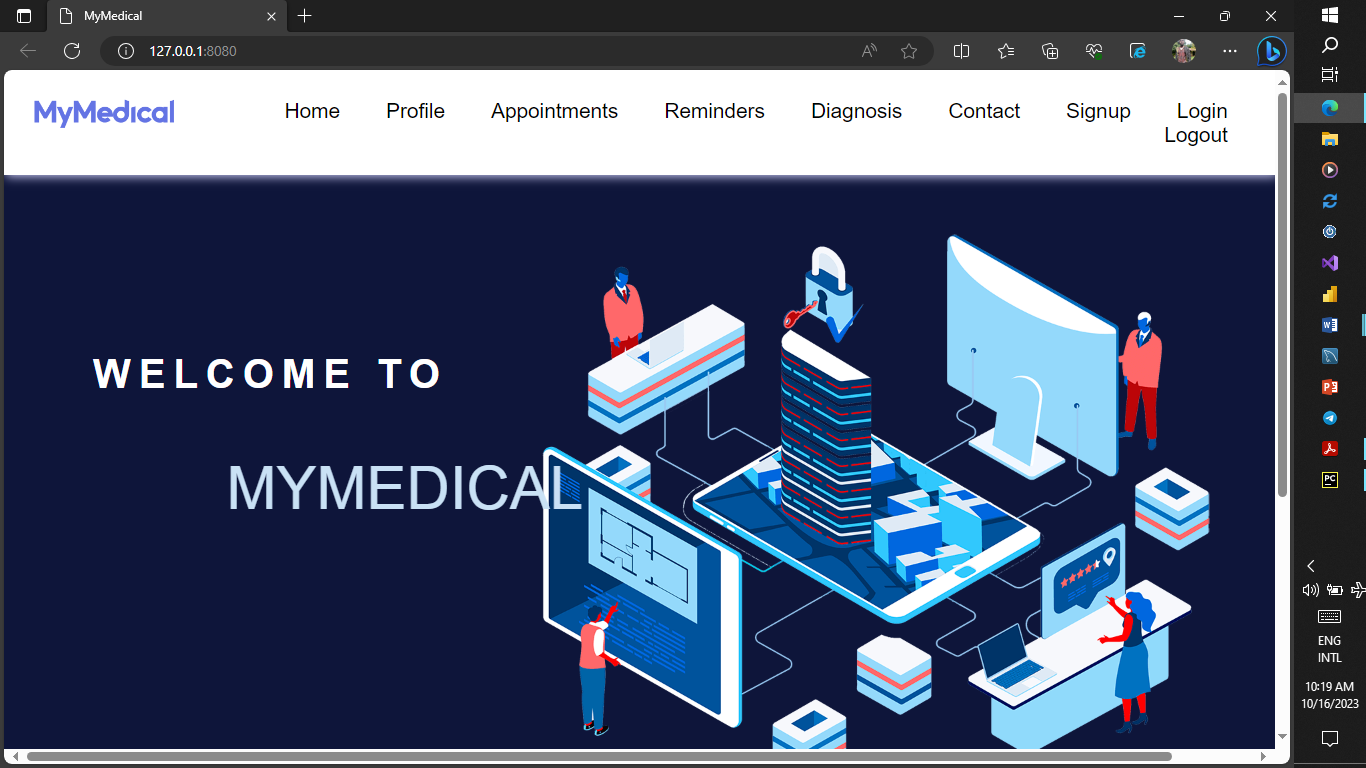 MyMedical
127.0.0.1:8080
MyMedical
Home Profile Appointments Reminders Diagnosis Contact Signup Login
Logout
WELCOME TO
MYMEDICAL
ENG
INTL
10:19 AM
10/16/2023